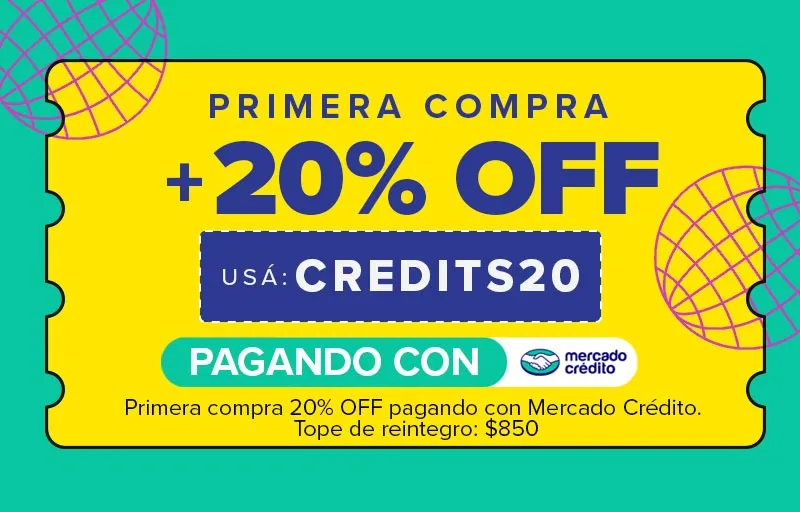 PRIMERA COMPRA
+20% OFF
USÁ: CREDITS20
PAGANDO CON mercado crédito
Primera compra 20% OFF pagando con Mercado Crédito.
Tope de reintegro: $850